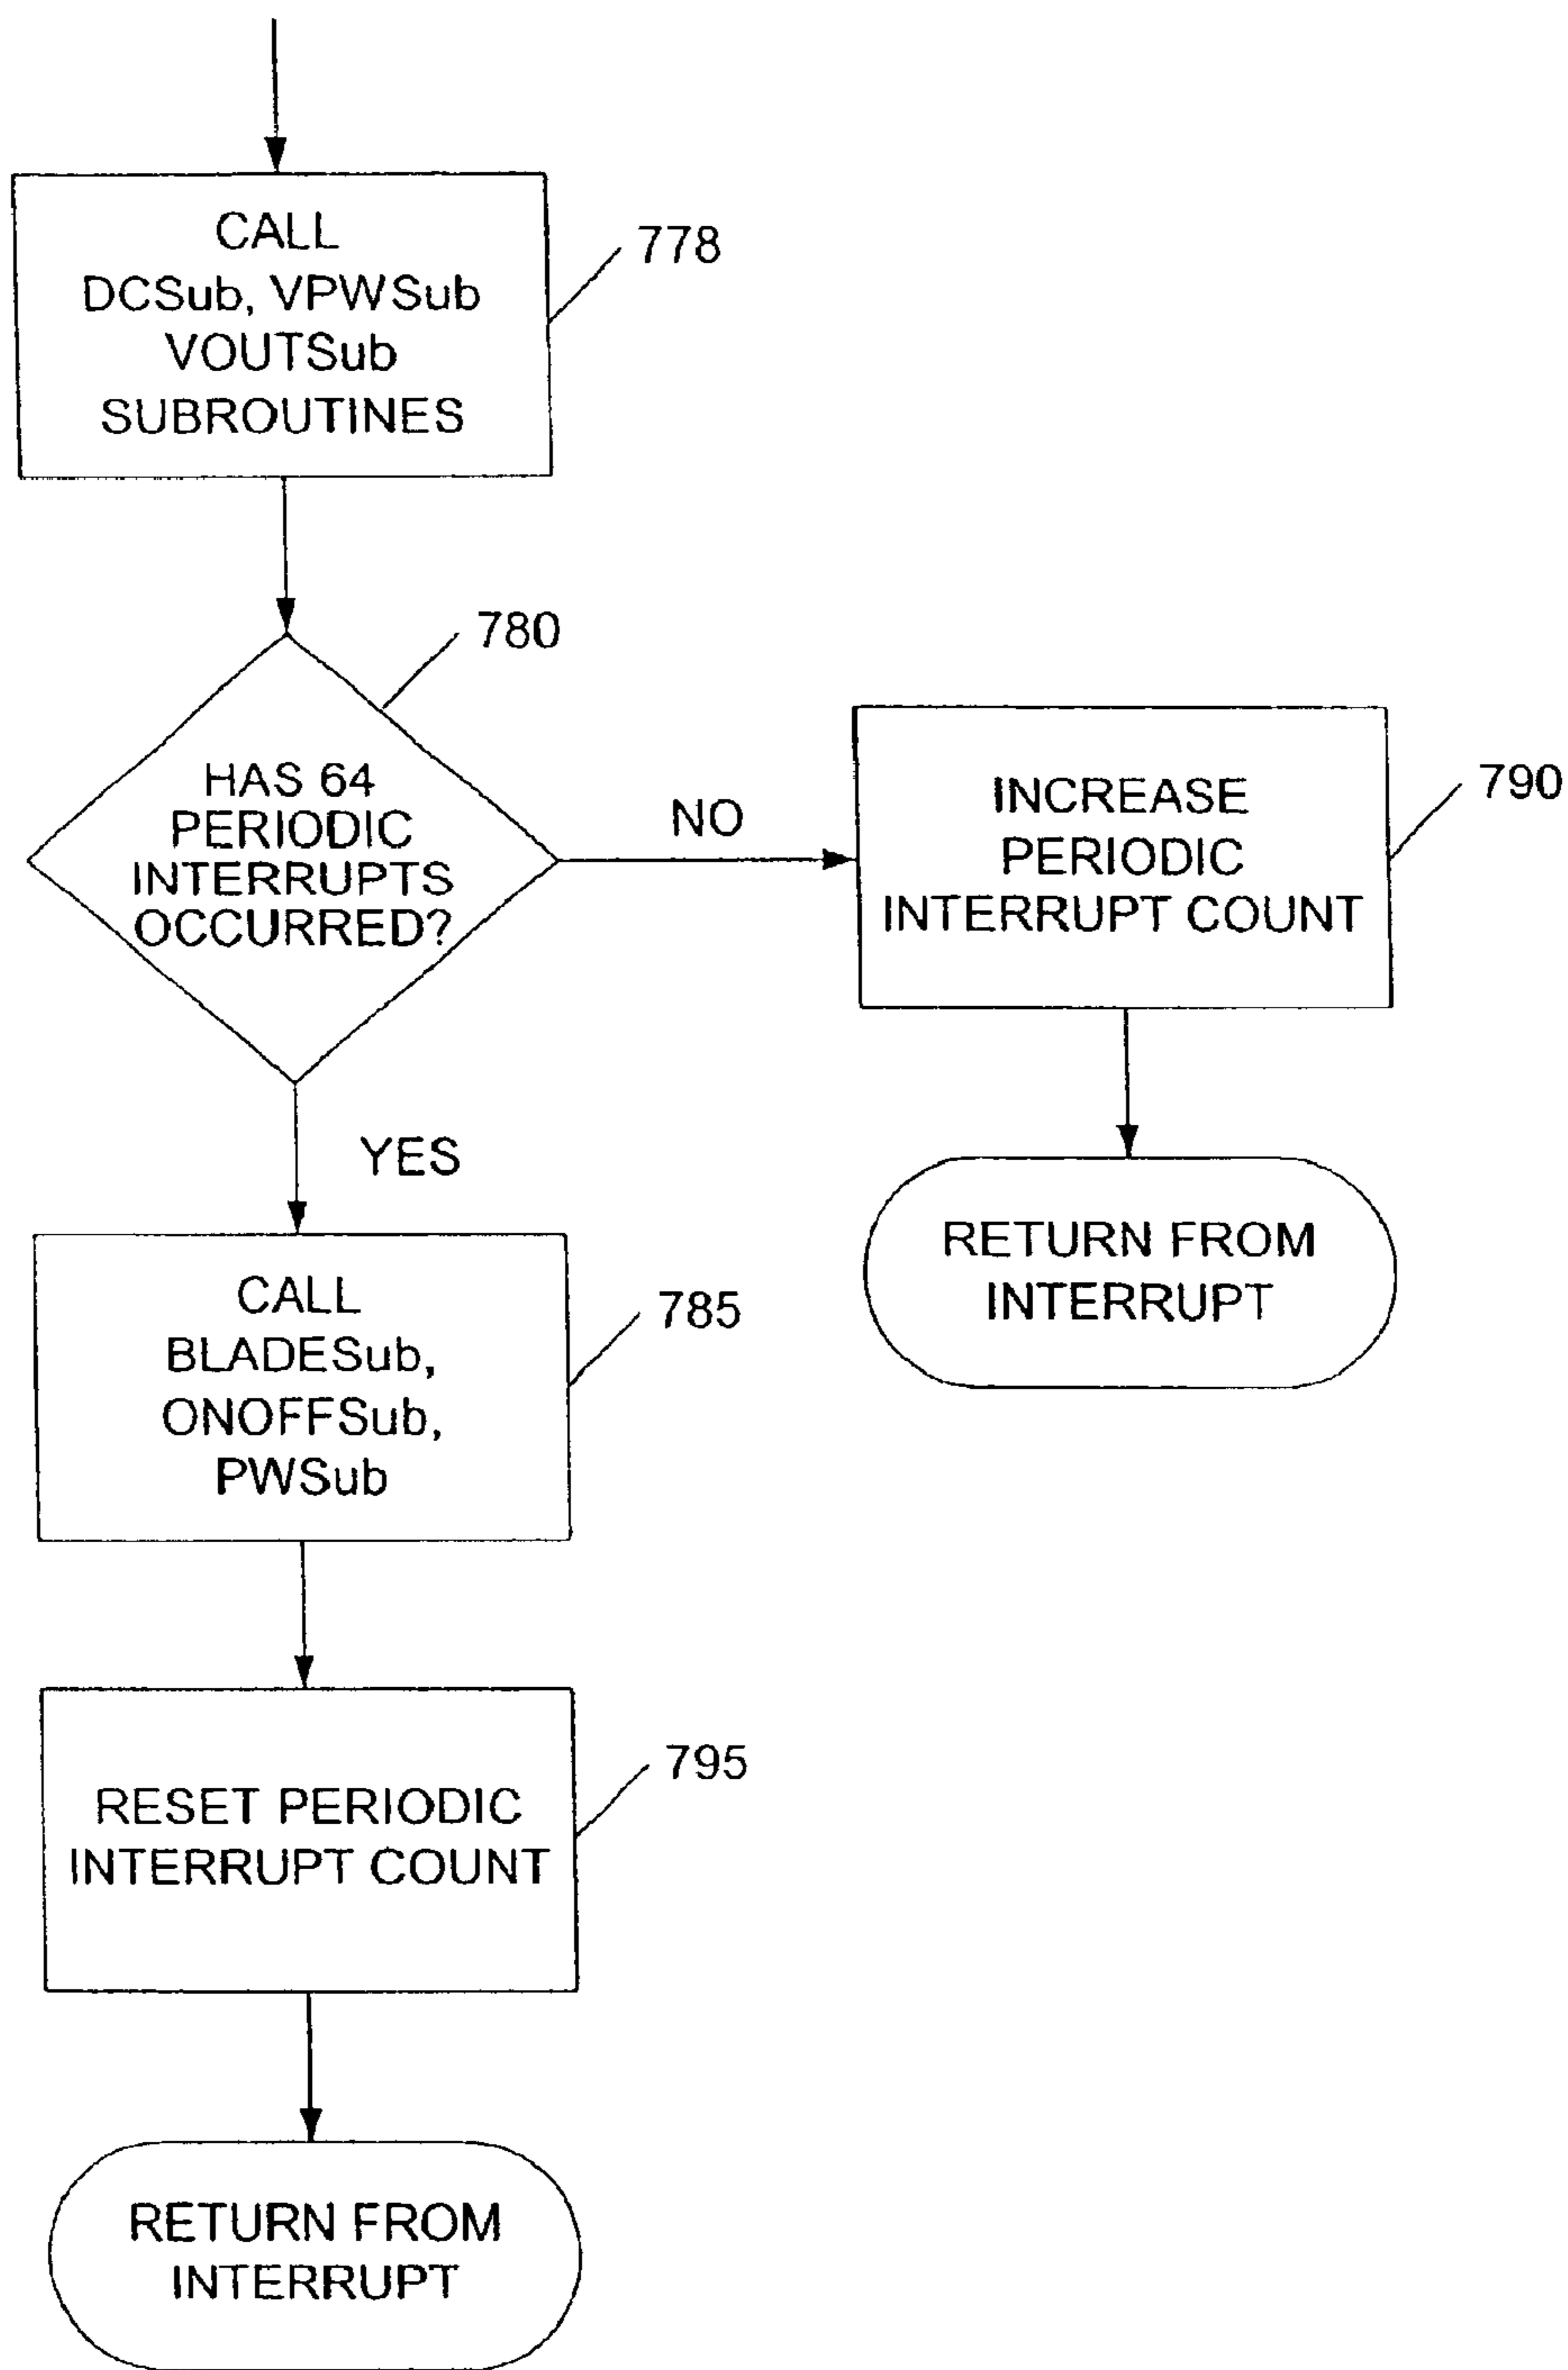 CALL
DCSub, VPWSub
VOUTSub
SUBROUTINES
778
780
HAS 64
PERIODIC
INTERRUPTS
OCCURRED?
NO
INCREASE
PERIODIC
INTERRUPT COUNT
790
RETURN FROM
INTERRUPT
YES
CALL
BLADESub,
ONOFFSub,
PWSub
785
RESET PERIODIC
INTERRUPT COUNT
795
RETURN FROM
INTERRUPT